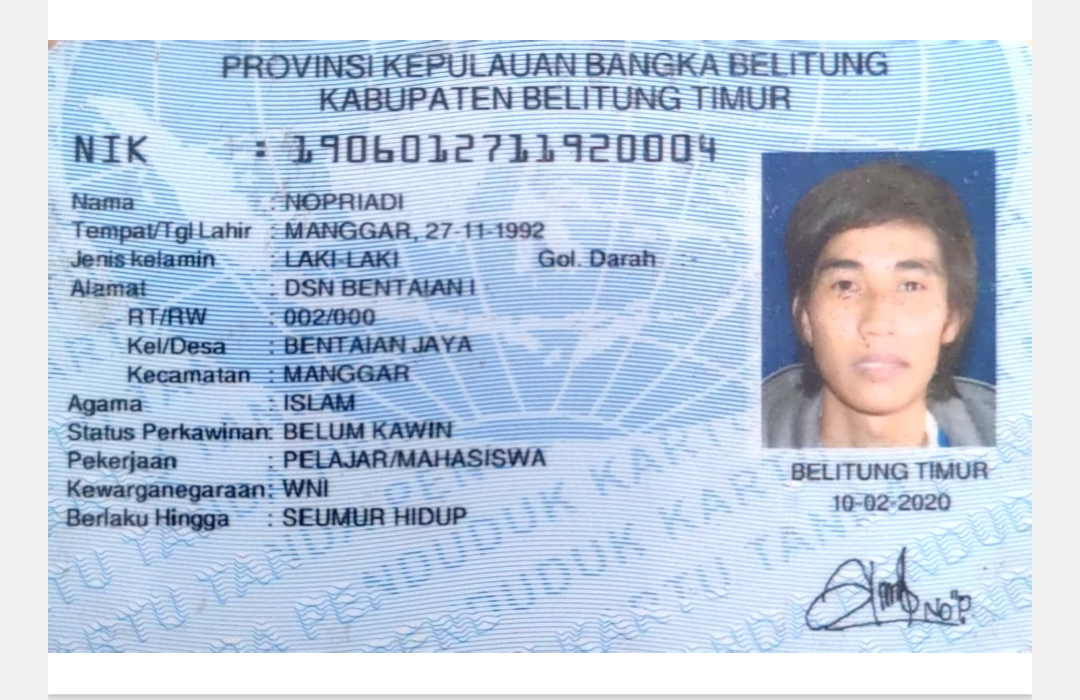 PROVINSI KEPULAUAN BANGKA BELITUNG
KABUPATEN BELITUNG TIMUR
NIK : 1906012711920004
Nama : NOPRIADI
Tempat/Tgl Lahir : MANGGAR, 27-11-1992
Jenis kelamin : LAKI-LAKI Gol. Darah : -
Alamat : DSN BENTAIAN I
RT/RW : 002/000
Kel/Desa : BENTAIAN JAYA
Kecamatan : MANGGAR
Agama : ISLAM
Status Perkawinan: BELUM KAWIN
Pekerjaan : PELAJAR/MAHASISWA
Kewarganegaraan: WNI
Berlaku Hingga : SEUMUR HIDUP
BELITUNG TIMUR
10-02-2020